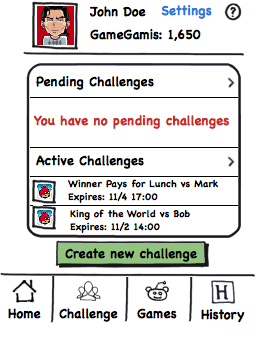 John Doe Settings ?
GameGamis: 1,650
Pending Challenges
You have no pending challenges
Active Challenges
Winner Pays for Lunch vs Mark
Expires: 11/4 17:00
King of the World vs Bob
Expires: 11/2 14:00
Create new challenge
H
Home Challenge Games History